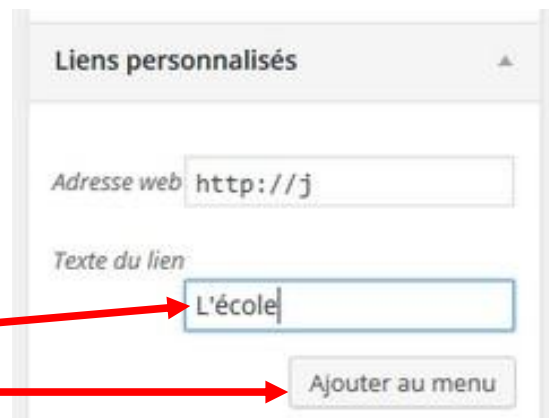 Liens personnalisés
Adresse web http://j
Texte du lien
L'école
Ajouter au menu